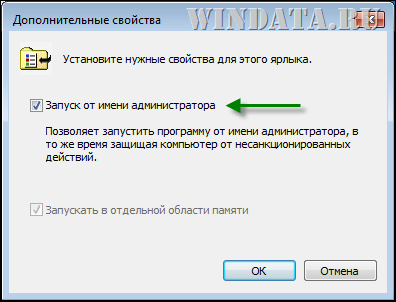 Дополнительные свойства
WINDATA.RU
Установите нужные свойства для этого ярлыка.
Запуск от имени администратора
Позволяет запустить программу от имени администратора, в
то же время защищая компьютер от несанкционированных
действий.
Запускать в отдельной области памяти
ОК
Отмена